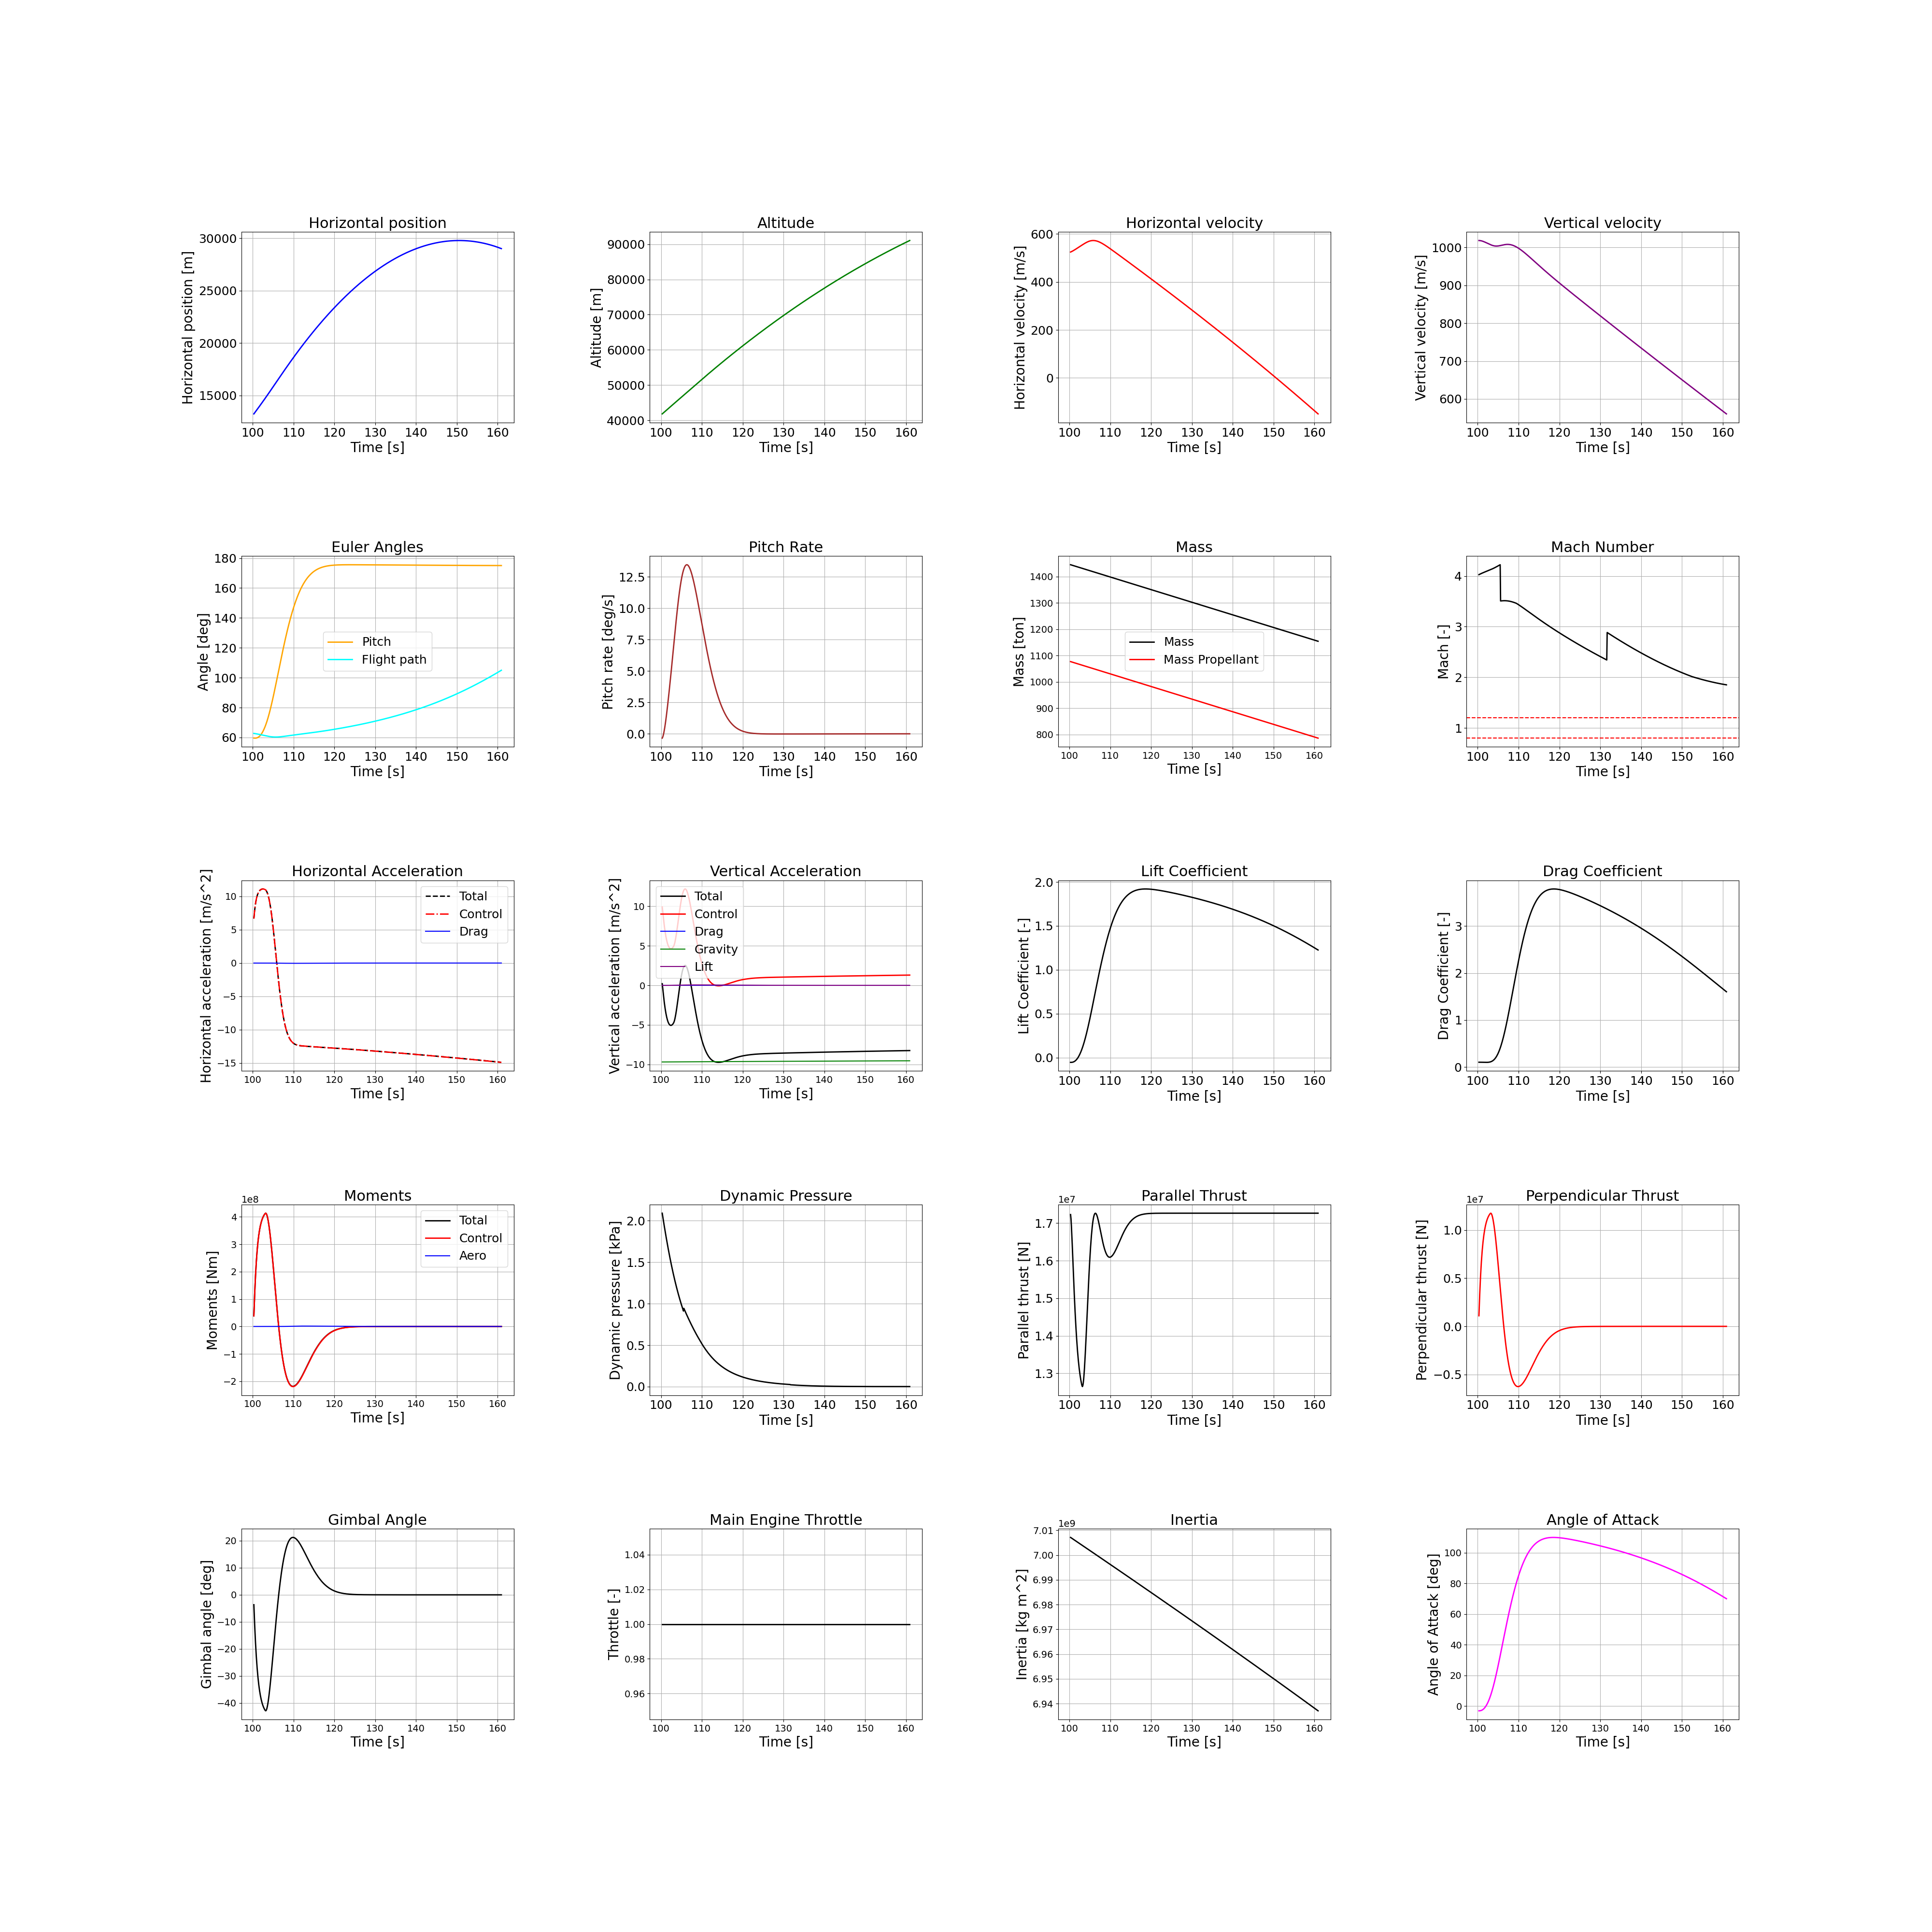 Horizontal position
Horizontal position [m]
30000
25000
20000
15000
100 110 120 130 140 150 160
Time [s]
Altitude
Altitude [m]
90000
80000
70000
60000
50000
40000
100 110 120 130 140 150 160
Time [s]
Horizontal velocity
Horizontal velocity [m/s]
600
400
200
0
100 110 120 130 140 150 160
Time [s]
Vertical velocity
Vertical velocity [m/s]
1000
900
800
700
600
100 110 120 130 140 150 160
Time [s]
Euler Angles
Angle [deg]
180
160
140
120
100
80
60
Pitch
Flight path
100 110 120 130 140 150 160
Time [s]
Pitch Rate
Pitch rate [deg/s]
12.5
10.0
7.5
5.0
2.5
0.0
100 110 120 130 140 150 160
Time [s]
Mass
Mass [ton]
1400
1300
1200
1100
1000
900
800
Mass
Mass Propellant
100 110 120 130 140 150 160
Time [s]
Mach Number
Mach [-]
4
3
2
1
100 110 120 130 140 150 160
Time [s]
Horizontal Acceleration
Horizontal acceleration [m/s^2]
10
5
0
−5
−10
−15
Total
Control
Drag
100 110 120 130 140 150 160
Time [s]
Vertical Acceleration
Vertical acceleration [m/s^2]
10
5
0
−5
−10
Total
Control
Drag
Gravity
Lift
100 110 120 130 140 150 160
Time [s]
Lift Coefficient
Lift Coefficient [-]
2.0
1.5
1.0
0.5
0.0
100 110 120 130 140 150 160
Time [s]
Drag Coefficient
Drag Coefficient [-]
3
2
1
0
100 110 120 130 140 150 160
Time [s]
Moments
1e8
Moments [Nm]
4
3
2
1
0
−1
−2
Total
Control
Aero
100 110 120 130 140 150 160
Time [s]
Dynamic Pressure
Dynamic pressure [kPa]
2.0
1.5
1.0
0.5
0.0
100 110 120 130 140 150 160
Time [s]
Parallel Thrust
1e7
Parallel thrust [N]
1.7
1.6
1.5
1.4
1.3
100 110 120 130 140 150 160
Time [s]
Perpendicular Thrust
1e7
Perpendicular thrust [N]
1.0
0.5
0.0
−0.5
100 110 120 130 140 150 160
Time [s]
Gimbal Angle
Gimbal angle [deg]
20
10
0
−10
−20
−30
−40
100 110 120 130 140 150 160
Time [s]
Main Engine Throttle
Throttle [-]
1.04
1.02
1.00
0.98
0.96
100 110 120 130 140 150 160
Time [s]
Inertia
1e9
Inertia [kg m^2]
7.01
7.00
6.99
6.98
6.97
6.96
6.95
6.94
100 110 120 130 140 150 160
Time [s]
Angle of Attack
Angle of Attack [deg]
100
80
60
40
20
0
100 110 120 130 140 150 160
Time [s]